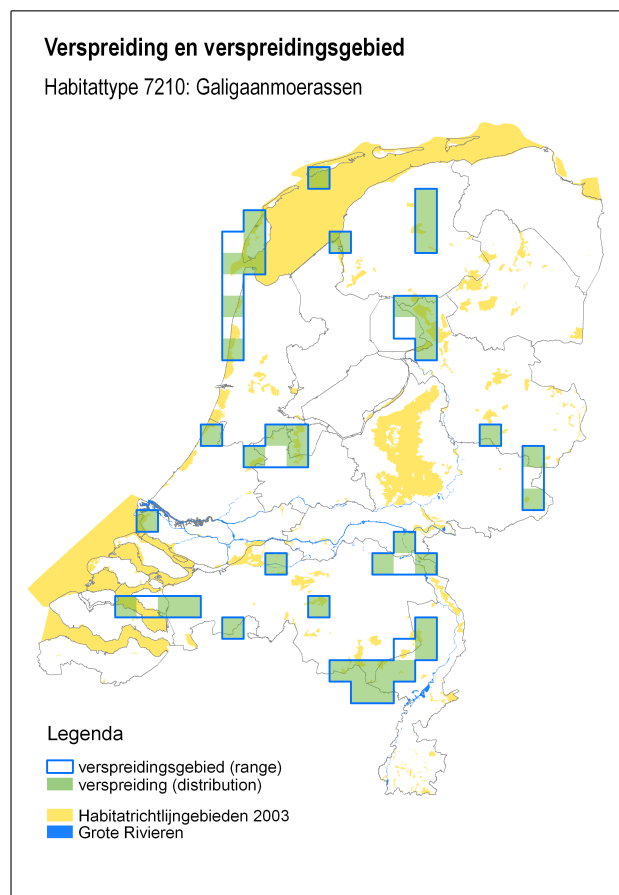 Verspreiding en verspreidingsgebied
Habitattype 7210: Galigaanmoerassen
Legenda
verspreidingsgebied (range)
verspreiding (distribution)
Habitatrichtlijngebieden 2003
Grote Rivieren